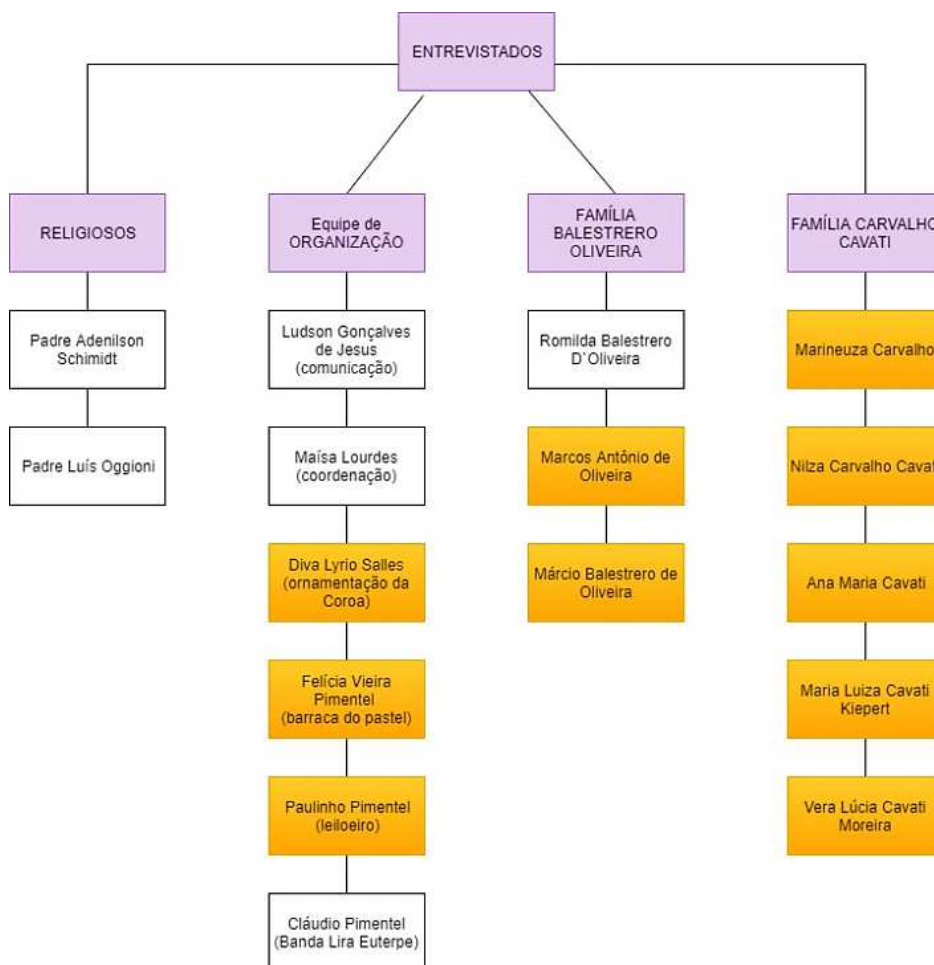 ENTREVISTADOS
RELIGIOSOS
Padre Adenilson
Schimidt
Padre Luís Oggioni
Equipe de
ORGANIZAÇÃO
Ludson Gonçalves
de Jesus
(comunicação)
Maísa Lourdes
(coordenação)
Diva Lyrio Salles
(ornamentação da
Coroa)
Felícia Vieira
Pimentel
(barraca do pastel)
Paulinho Pimentel
(leiloeiro)
Cláudio Pimentel
(Banda Lira Euterpe)
FAMÍLIA
BALESTRERO
OLIVEIRA
Romilda Balestrero
D`Oliveira
Marcos Antônio de
Oliveira
Márcio Balestrero de
Oliveira
FAMÍLIA CARVALHO
CAVATI
Marineuza Carvalho
Nilza Carvalho Cavati
Ana Maria Cavati
Maria Luiza Cavati
Kiepert
Vera Lúcia Cavati
Moreira